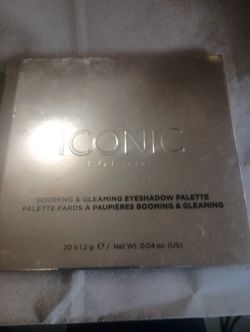 ICONIC
LONDON
BOOMING & GLEAMING EYESHADOW PALETTE
PALETTE FARDS À PAUPIÈRES BOOMING & GLEAMING
20 x 1.2 g ℮ / Net Wt. 0.04 oz. (US)